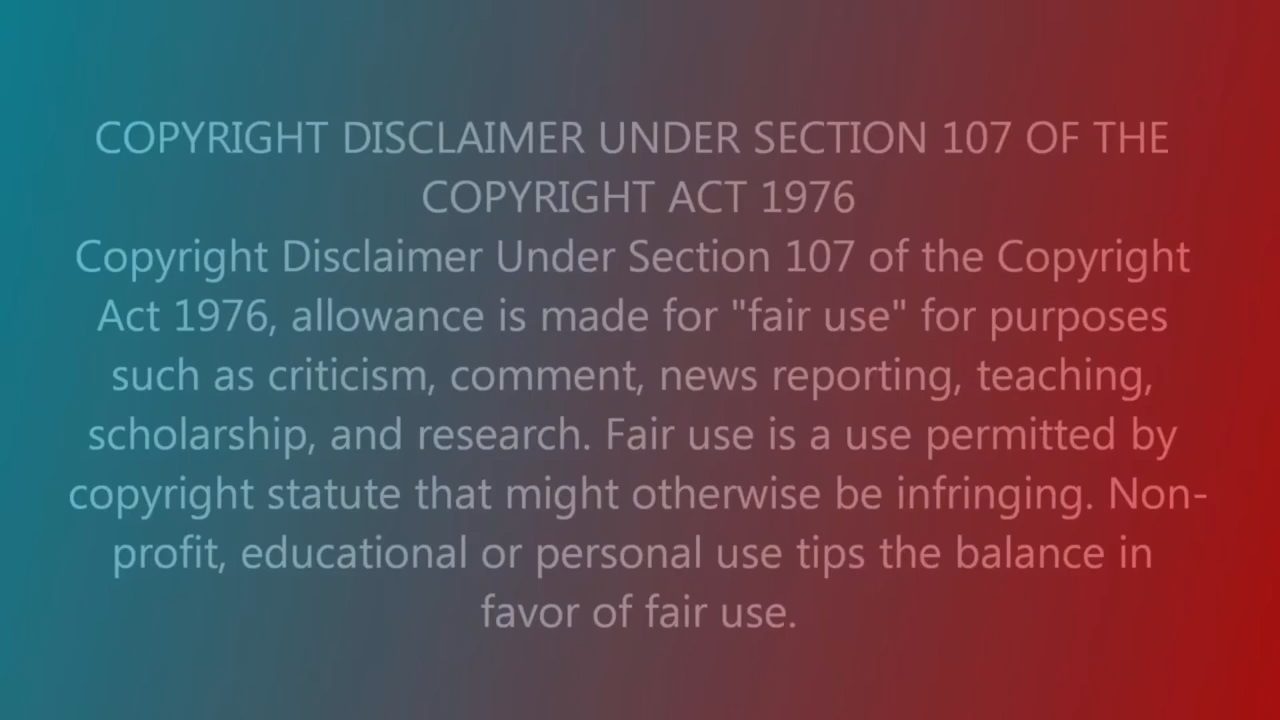 COPYRIGHT DISCLAIMER UNDER SECTION 107 OF THE
COPYRIGHT ACT 1976
Copyright Disclaimer Under Section 107 of the Copyright
Act 1976, allowance is made for "fair use" for purposes
such as criticism, comment, news reporting, teaching,
scholarship, and research. Fair use is a use permitted by
copyright statute that might otherwise be infringing. Non-
profit, educational or personal use tips the balance in
favor of fair use.